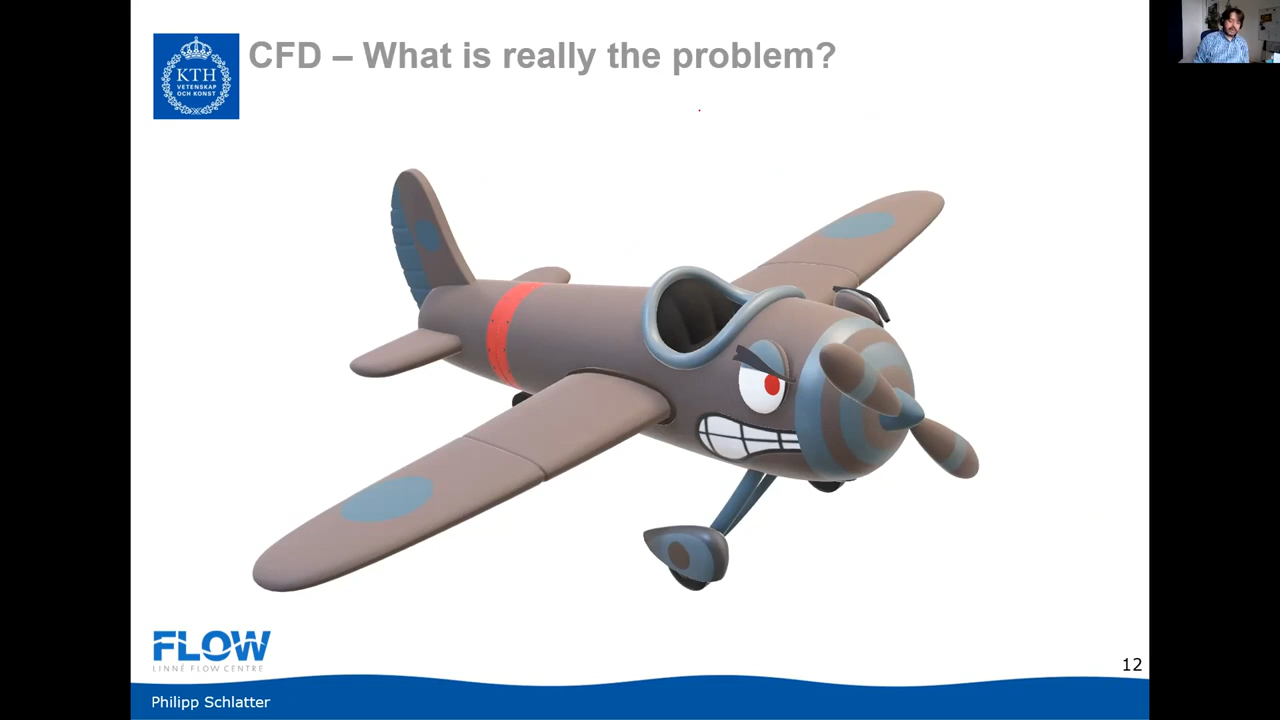 CFD – What is really the problem?
KTH
VETENSKAP
OCH KONST
FLOW
LINNÉ FLOW CENTRE
12
Philipp Schlatter